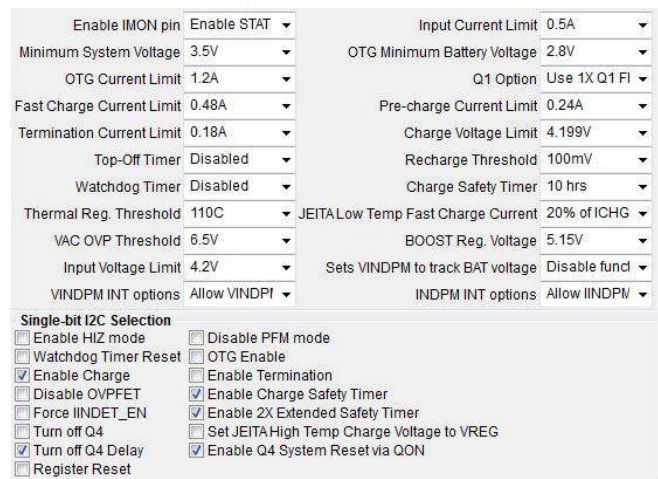 Enable IMON pin Enable STAT Input Current Limit 0.5A
Minimum System Voltage 3.5V OTG Minimum Battery Voltage 2.8V
OTG Current Limit 1.2A Q1 Option Use 1X Q1 FI
Fast Charge Current Limit 0.48A Pre-charge Current Limit 0.24A
Termination Current Limit 0.18A Charge Voltage Limit 4.199V
Top-Off Timer Disabled Recharge Threshold 100mV
Watchdog Timer Disabled Charge Safety Timer 10 hrs
Thermal Reg. Threshold 110C JEITA Low Temp Fast Charge Current 20% of ICHG
VAC OVP Threshold 6.5V BOOST Reg. Voltage 5.15V
Input Voltage Limit 4.2V Sets VINDPM to track BAT voltage Disable funct
VINDPM INT options Allow VINDPI INDPM INT options Allow IINDPM
Single-bit I2C Selection
Enable HIZ mode Disable PFM mode
Watchdog Timer Reset OTG Enable
Enable Charge Enable Termination
Disable OVPFET Enable Charge Safety Timer
Force IINDET_EN Enable 2X Extended Safety Timer
Turn off Q4 Set JEITA High Temp Charge Voltage to VREG
Turn off Q4 Delay Enable Q4 System Reset via QON
Register Reset